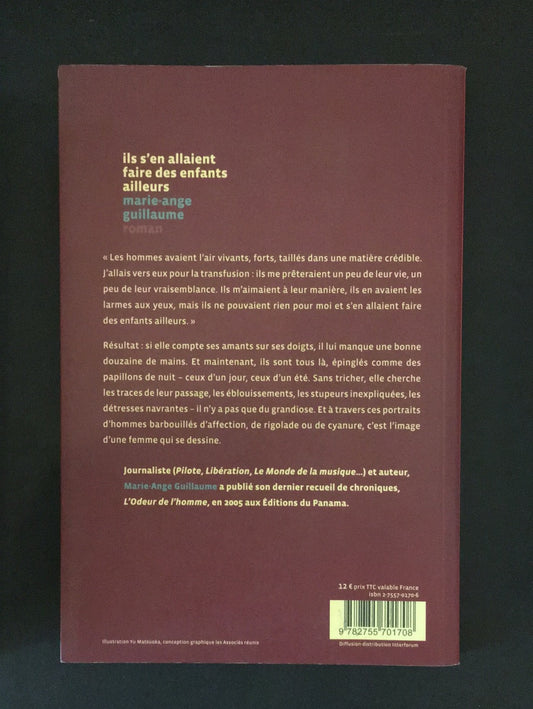 ils s'en allaient
faire des enfants
ailleurs
marie-ange
guillaume
roman
« Les hommes avaient l'air vivants, forts, taillés dans une matière crédible.
J'allais vers eux pour la transfusion : ils me prêteraient un peu de leur vie, un
peu de leur vraisemblance. Ils m'aimaient à leur manière, ils en avaient les
larmes aux yeux, mais ils ne pouvaient rien pour moi et s'en allaient faire
des enfants ailleurs. »
Résultat : si elle compte ses amants sur ses doigts, il lui manque une bonne
douzaine de mains. Et maintenant, ils sont tous là, épinglés comme des
papillons de nuit – ceux d'un jour, ceux d'un été. Sans tricher, elle cherche
les traces de leur passage, les éblouissements, les stupeurs inexpliquées, les
détresses navrantes – il n'y a pas que du grandiose. Et à travers ces portraits
d'hommes barbouillés d'affection, de rigolade ou de cyanure, c'est l'image
d'une femme qui se dessine.
Journaliste (Pilote, Libération, Le Monde de la musique...) et auteur,
Marie-Ange Guillaume a publié son dernier recueil de chroniques,
L'Odeur de l'homme, en 2005 aux Éditions du Panama.
12 € prix TTC valable France
isbn 2-7557-0170-6
9 782755 701708
Illustration Yu Matsuoka, conception graphique les Associés réunis
Diffusion-distribution Interforum